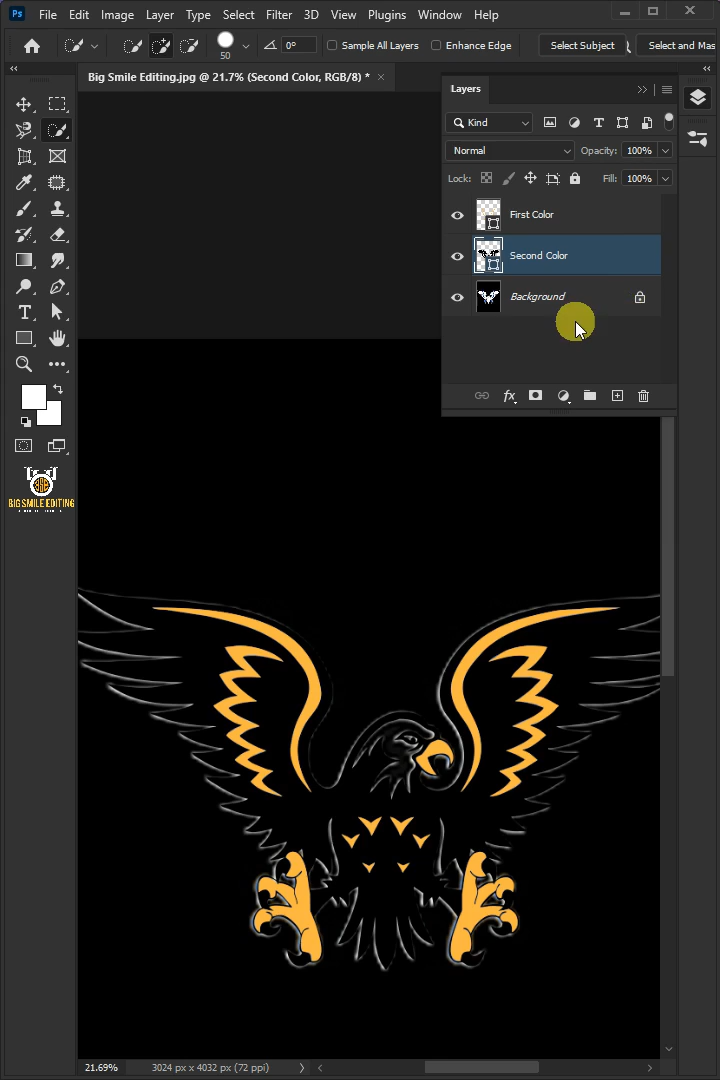 Ps File Edit Image Layer Type Select Filter 3D View Plugins Window Help
50 0° Sample All Layers Enhance Edge Select Subject Select and Mas
Big Smile Editing.jpg @ 21.7% (Second Color, RGB/8) *
Layers
Kind
Normal Opacity: 100%
Lock: Fill: 100%
First Color
Second Color
Background
fx
BIG SMILE EDITING
21.69% 3024 px x 4032 px (72 ppi)